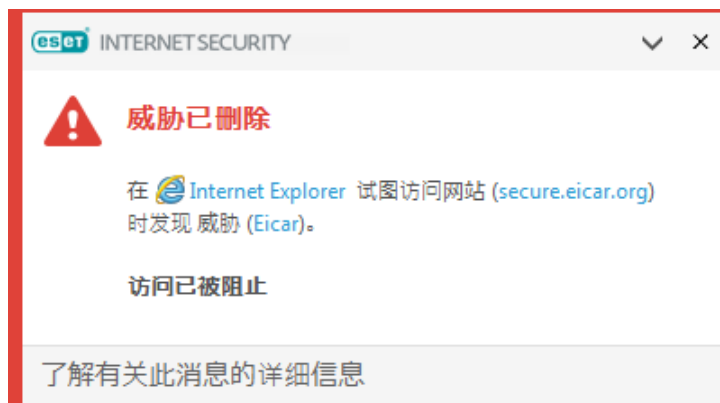 eset INTERNET SECURITY
威胁已删除
在 Internet Explorer 试图访问网站 (secure.eicar.org)
时发现 威胁 (Eicar)。
访问已被阻止
了解有关此消息的详细信息